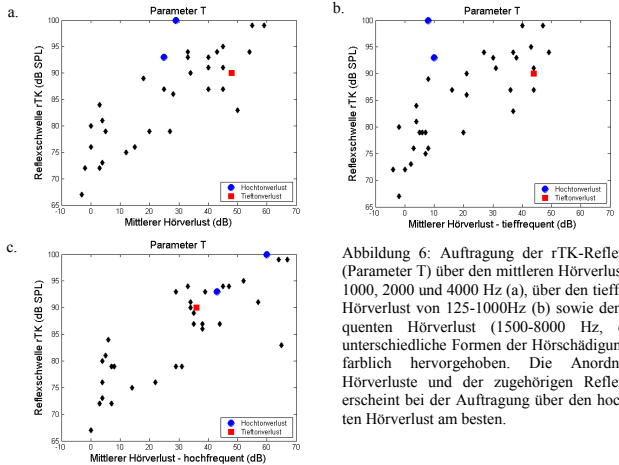 a.
Parameter T
Reflexschwelle rTK (dB SPL)
100
95
90
85
80
75
70
65
-10 0 10 20 30 40 50 60 70
Mittlerer Hörverlust (dB)
Hochtonverlust
Tieftonverlust
b.
Parameter T
Reflexschwelle rTK (dB SPL)
100
95
90
85
80
75
70
65
-10 0 10 20 30 40 50 60 70
Mittlerer Hörverlust - tieffrequent (dB)
Hochtonverlust
Tieftonverlust
c.
Parameter T
Reflexschwelle rTK (dB SPL)
100
95
90
85
80
75
70
65
-10 0 10 20 30 40 50 60 70
Mittlerer Hörverlust - hochfrequent (dB)
Hochtonverlust
Tieftonverlust
Abbildung 6: Auftragung der rTK-Refle
(Parameter T) über den mittleren Hörverlus
1000, 2000 und 4000 Hz (a), über den tieff
Hörverlust von 125-1000Hz (b) sowie den
quenten Hörverlust (1500-8000 Hz,
unterschiedliche Formen der Hörschädigun
farblich hervorgehoben. Die Anordn
Hörverluste und der zugehörigen Reflex
erscheint bei der Auftragung über den hoc
ten Hörverlust am besten.